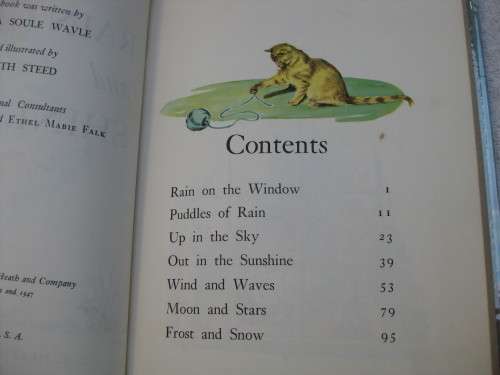 book was written by
A SOULE WAVLE
illustrated by
TH STEED
Consultants
ETHEL MARIE FALK
Heath and Company
and 1947
S. A.
Contents
Rain on the Window 1
Puddles of Rain 11
Up in the Sky 23
Out in the Sunshine 39
Wind and Waves 53
Moon and Stars 79
Frost and Snow 95